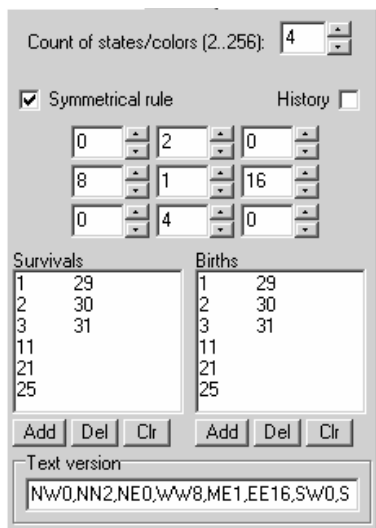 Count of states/colors (2..256): 4
Symmetrical rule History
0 2 0
8 1 16
0 4 0
Survivals Births
1 29 1 29
2 30 2 30
3 31 3 31
11 11
21 21
25 25
Add Del Clr Add Del Clr
Text version
NW0,NN2,NE0,WW8,ME1,EE16,SW0,S